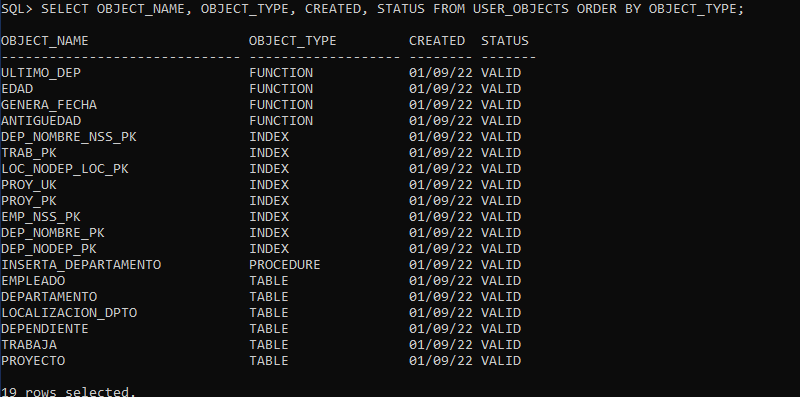 SQL> SELECT OBJECT_NAME, OBJECT_TYPE, CREATED, STATUS FROM USER_OBJECTS ORDER BY OBJECT_TYPE;
OBJECT_NAME                    OBJECT_TYPE         CREATED  STATUS
------------------------------ ------------------- -------- -------
ULTIMO_DEP                     FUNCTION            01/09/22 VALID
EDAD                           FUNCTION            01/09/22 VALID
GENERA_FECHA                   FUNCTION            01/09/22 VALID
ANTIGUEDAD                     FUNCTION            01/09/22 VALID
DEP_NOMBRE_NSS_PK              INDEX               01/09/22 VALID
TRAB_PK                        INDEX               01/09/22 VALID
LOC_NODEP_LOC_PK               INDEX               01/09/22 VALID
PROY_UK                        INDEX               01/09/22 VALID
PROY_PK                        INDEX               01/09/22 VALID
EMP_NSS_PK                     INDEX               01/09/22 VALID
DEP_NOMBRE_PK                  INDEX               01/09/22 VALID
DEP_NODEP_PK                   INDEX               01/09/22 VALID
INSERTA_DEPARTAMENTO           PROCEDURE           01/09/22 VALID
EMPLEADO                       TABLE               01/09/22 VALID
DEPARTAMENTO                   TABLE               01/09/22 VALID
LOCALIZACION_DPTO              TABLE               01/09/22 VALID
DEPENDIENTE                    TABLE               01/09/22 VALID
TRABAJA                        TABLE               01/09/22 VALID
PROYECTO                       TABLE               01/09/22 VALID
19 rows selected.